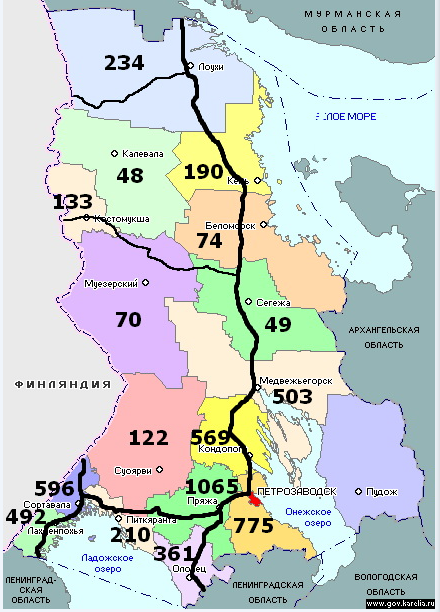 МУРМАНСКАЯ
ОБЛАСТЬ
234
Лоухи
ЛОЕ МОРЕ
Калевала
190
48
Кемь
133
Костомукша
Беломорск
74
Муезерский
Сегежа
70
49
АРХАНГЕЛЬСКАЯ
ОБЛАСТЬ
ФИНЛЯНДИЯ
Медвежьегорск
503
122
569
Кондопога
Суоярви
1065
596
ПЕТРОЗАВОДСК
Пудож
Сортавала
Пряжа
492
Питкяранта
Онежское
озеро
Лахденпохья
210
775
361
Ладожское
озеро
Олонец
ЛЕНИНГРАД-
СКАЯ
ОБЛАСТЬ
ЛЕНИНГРАДСКАЯ
ОБЛАСТЬ
ВОЛОГОДСКАЯ
ОБЛАСТЬ
www.gov.karelia.ru